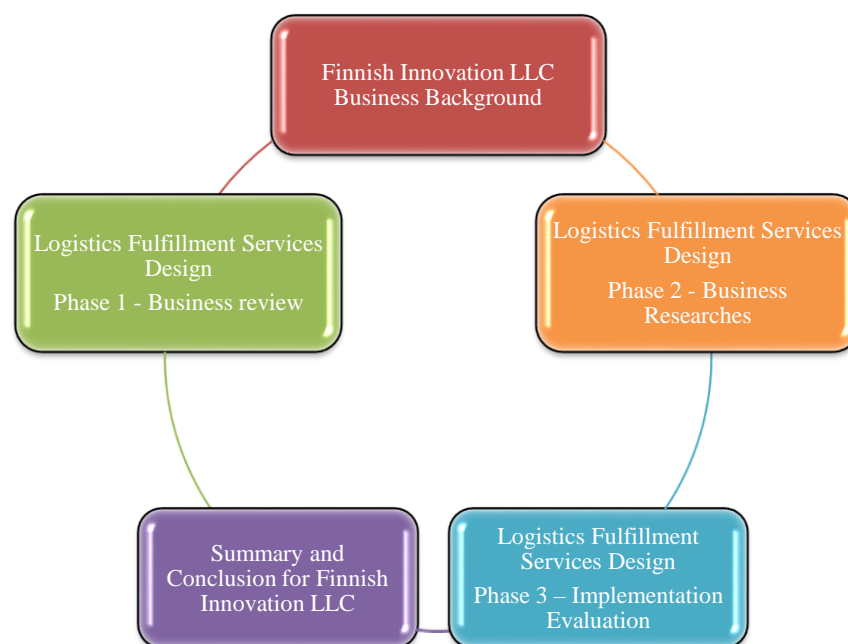 Finnish Innovation LLC
Business Background
Logistics Fulfillment Services
Design
Phase 1 - Business review
Logistics Fulfillment Services
Design
Phase 2 - Business
Researches
Summary and
Conclusion for Finnish
Innovation LLC
Logistics Fulfillment
Services Design
Phase 3 – Implementation
Evaluation